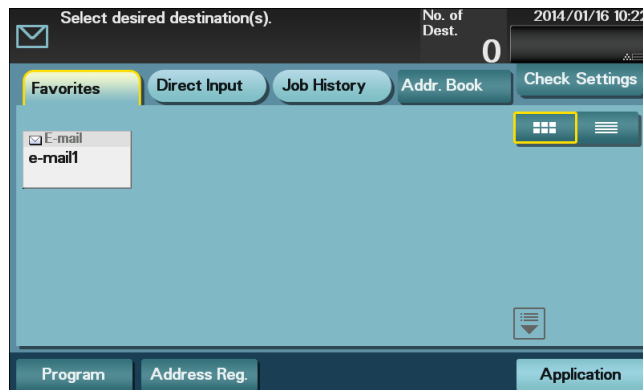 Select desired destination(s).
No. of
Dest.
0
2014/01/16 10:22
Favorites
Direct Input
Job History
Addr. Book
Check Settings
E-mail
e-mail1
Program
Address Reg.
Application